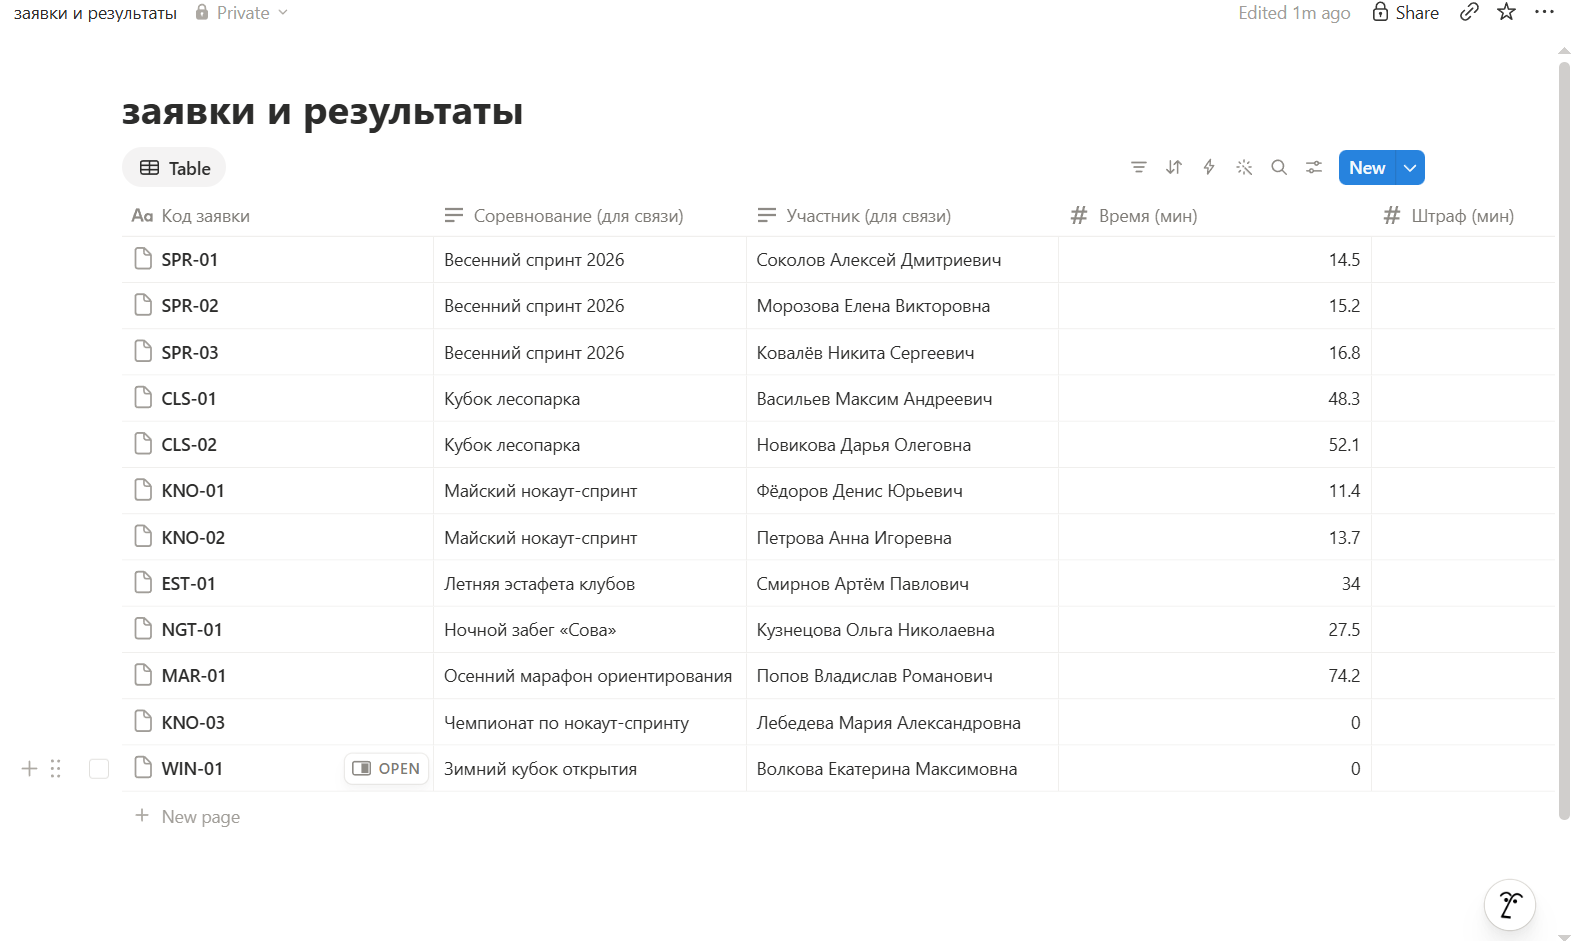 заявки и результаты Private Edited 1m ago Share
заявки и результаты
Table New
Aa Код заявки Соревнование (для связи) Участник (для связи) # Время (мин) # Штраф (мин)
SPR-01 Весенний спринт 2026 Соколов Алексей Дмитриевич 14.5
SPR-02 Весенний спринт 2026 Морозова Елена Викторовна 15.2
SPR-03 Весенний спринт 2026 Ковалёв Никита Сергеевич 16.8
CLS-01 Кубок лесопарка Васильев Максим Андреевич 48.3
CLS-02 Кубок лесопарка Новикова Дарья Олеговна 52.1
KNO-01 Майский нокаут-спринт Фёдоров Денис Юрьевич 11.4
KNO-02 Майский нокаут-спринт Петрова Анна Игоревна 13.7
EST-01 Летняя эстафета клубов Смирнов Артём Павлович 34
NGT-01 Ночной забег «Сова» Кузнецова Ольга Николаевна 27.5
MAR-01 Осенний марафон ориентирования Попов Владислав Романович 74.2
KNO-03 Чемпионат по нокаут-спринту Лебедева Мария Александровна 0
WIN-01 OPEN Зимний кубок открытия Волкова Екатерина Максимовна 0
New page